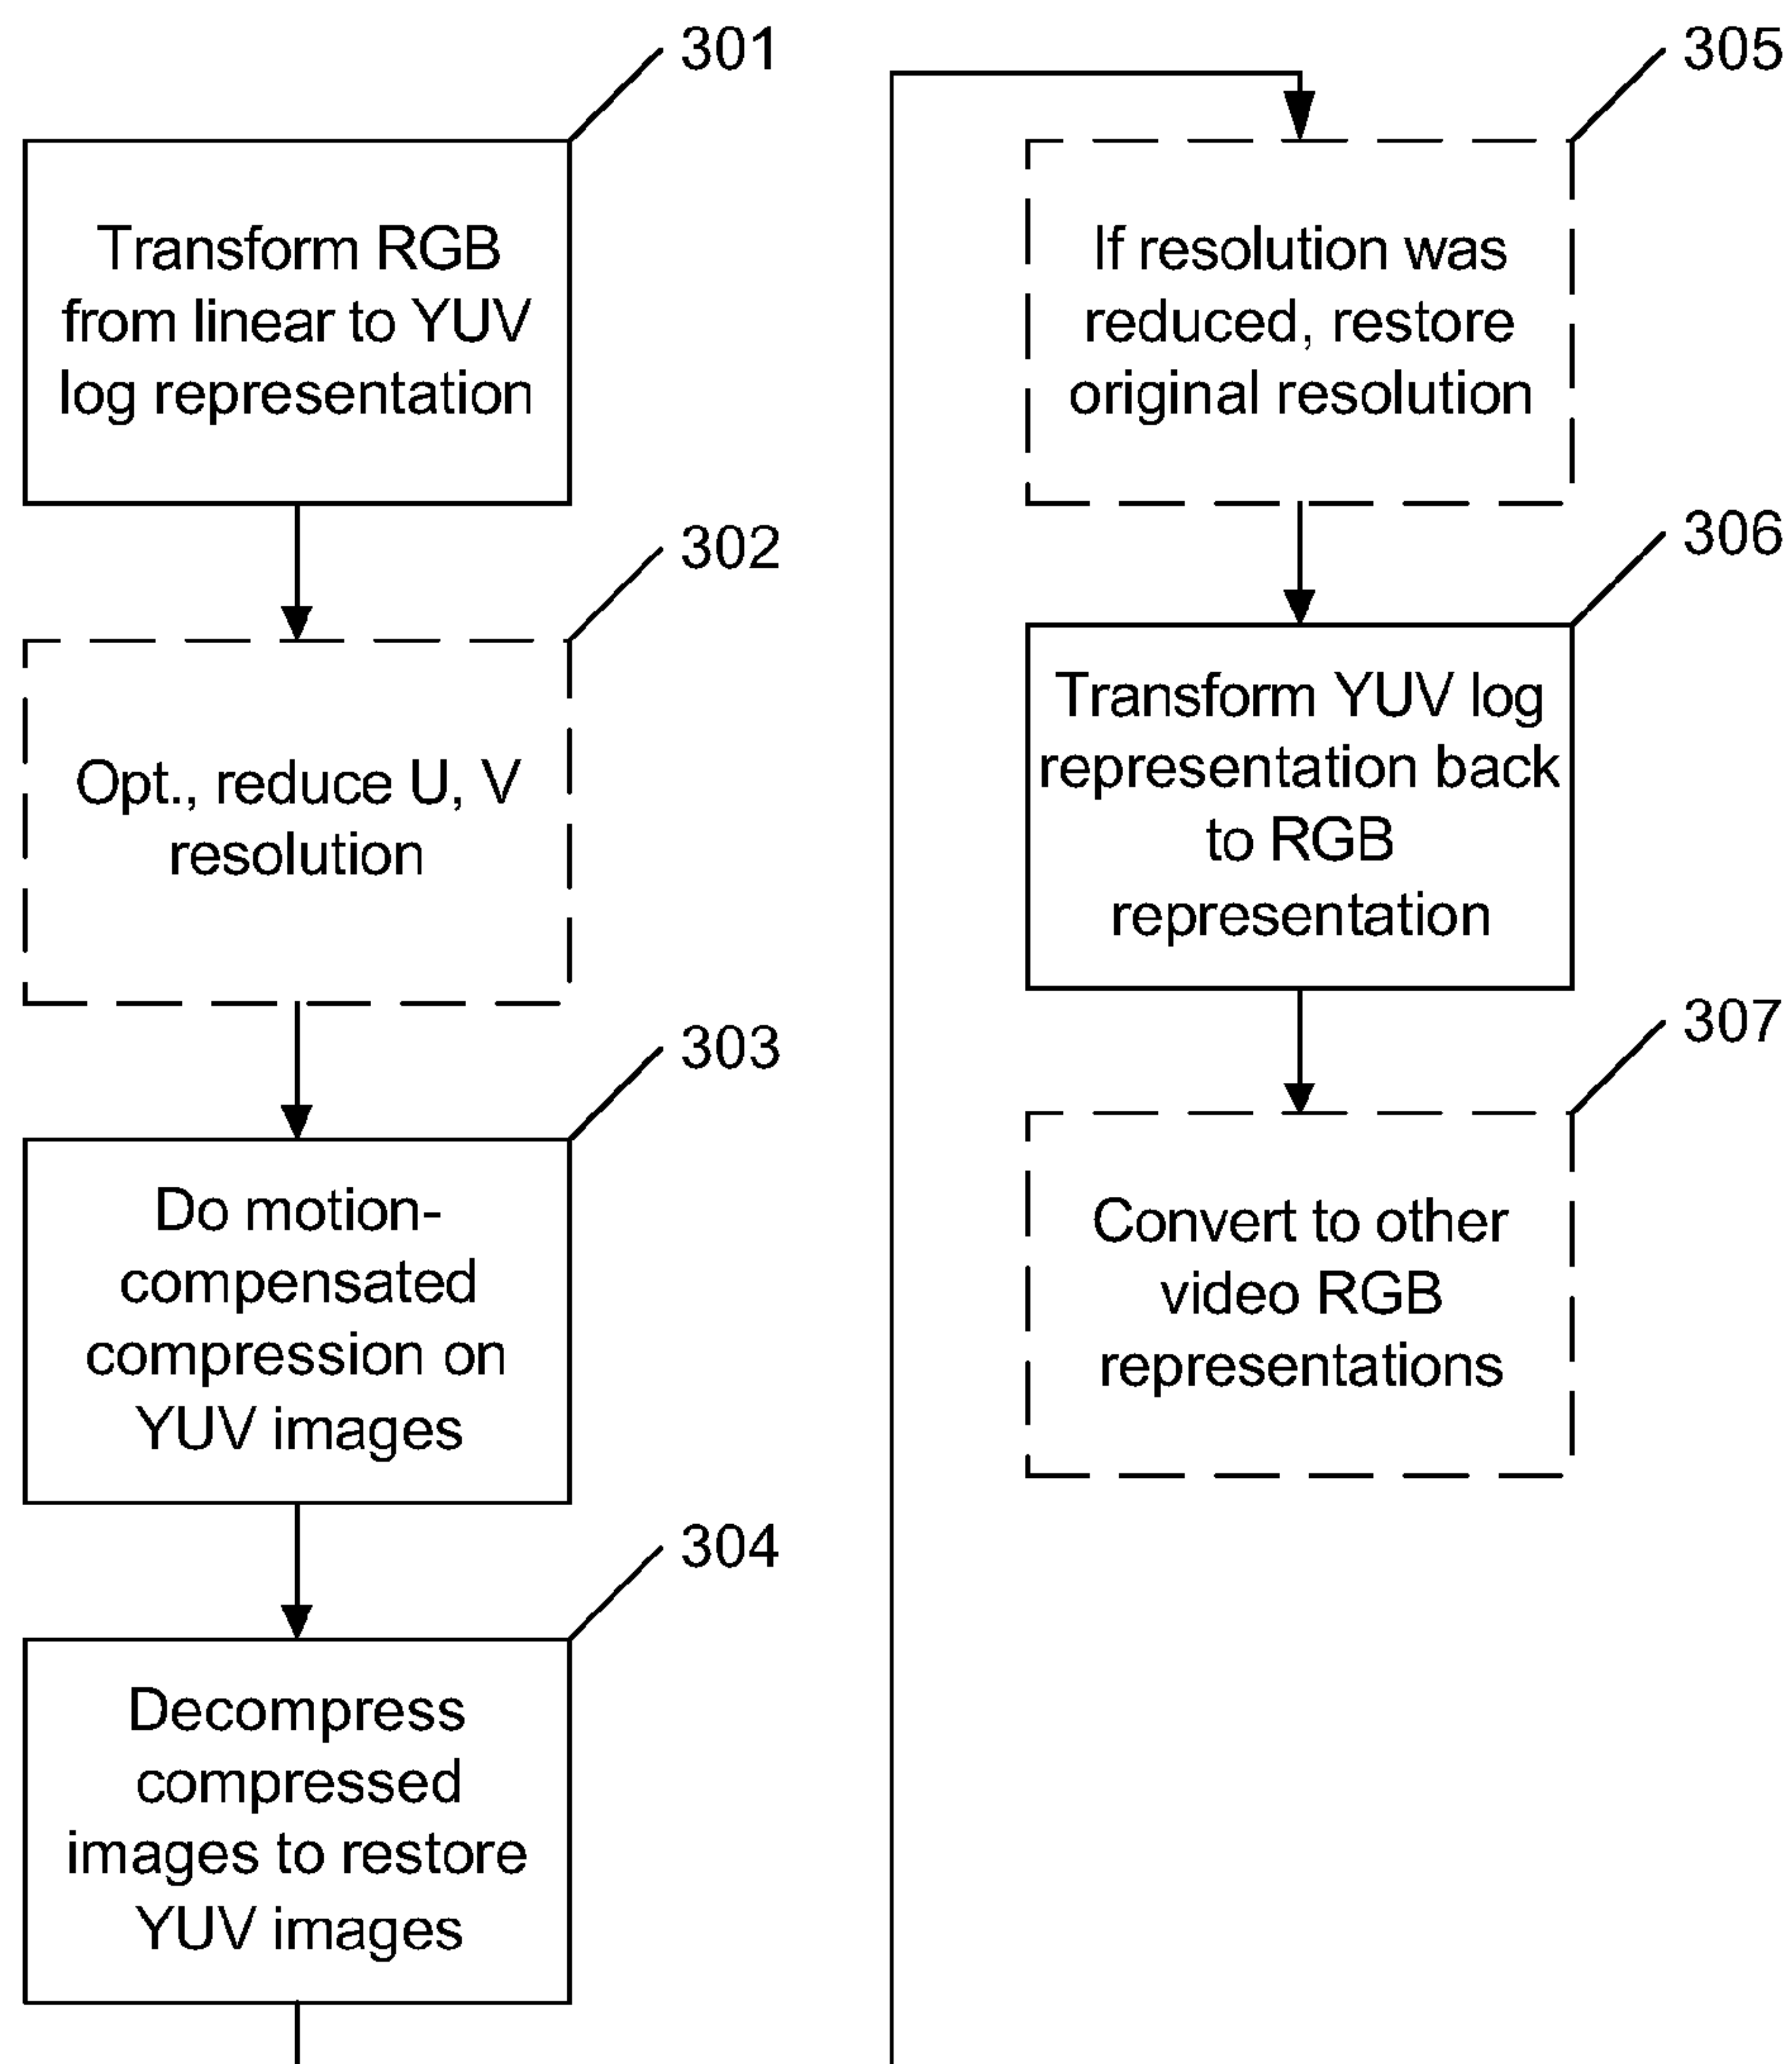 301
Transform RGB
from linear to YUV
log representation
302
Opt., reduce U, V
resolution
303
Do motion-
compensated
compression on
YUV images
304
Decompress
compressed
images to restore
YUV images
305
If resolution was
reduced, restore
original resolution
306
Transform YUV log
representation back
to RGB
representation
307
Convert to other
video RGB
representations